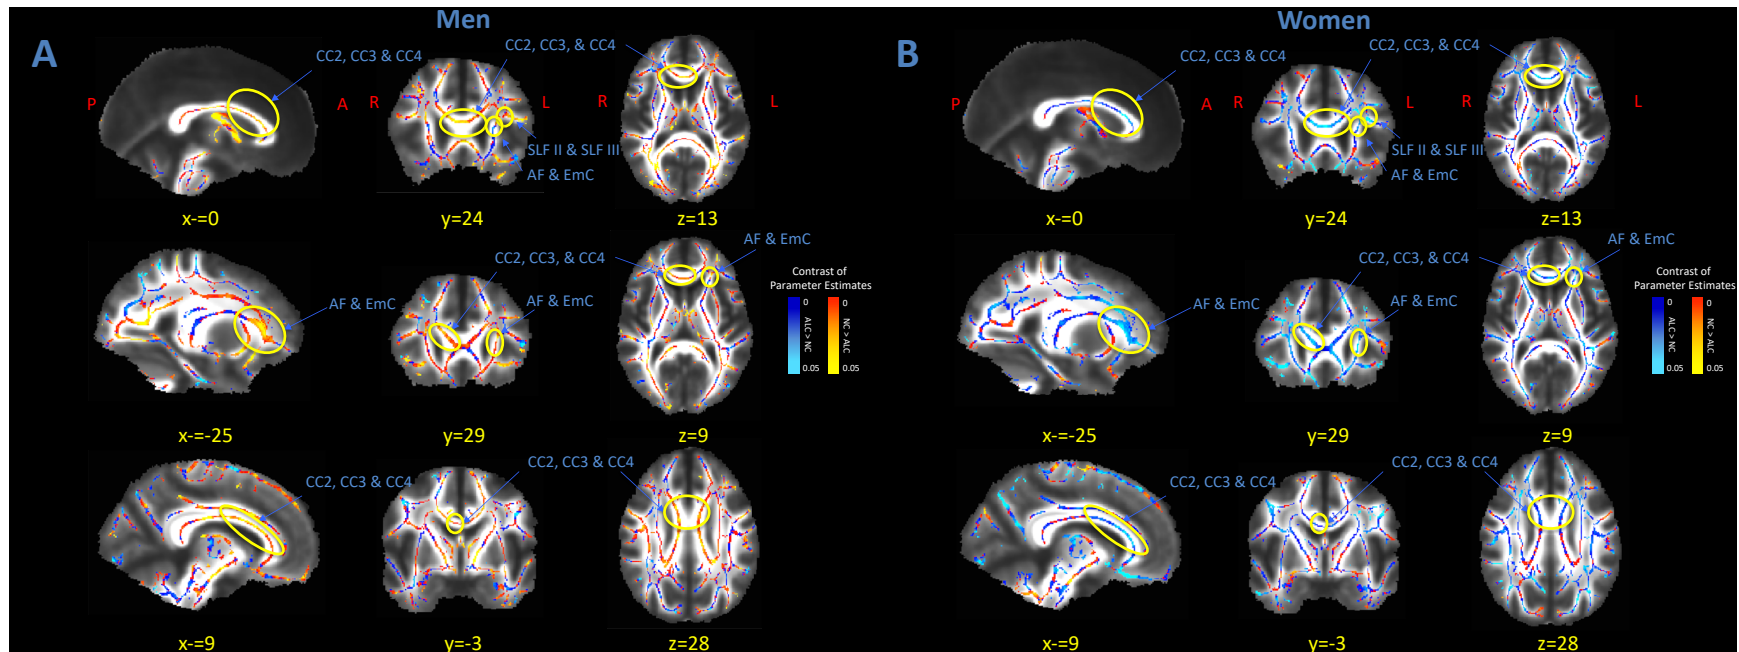 Men
Women
A
CC2, CC3 & CC4
CC2, CC3, & CC4
P
A
R
L
R
L
SLF II & SLF III
AF & EmC
x-=0
y=24
z=13
AF & EmC
CC2, CC3, & CC4
AF & EmC
AF & EmC
Contrast of
Parameter Estimates
0
ALC > NC
0.05
0
NC > ALC
0.05
x-=-25
y=29
z=9
CC2, CC3 & CC4
CC2, CC3 & CC4
x-=9
y=-3
z=28
B
CC2, CC3 & CC4
CC2, CC3, & CC4
P
A
R
L
R
L
SLF II & SLF III
AF & EmC
x-=0
y=24
z=13
AF & EmC
CC2, CC3, & CC4
AF & EmC
AF & EmC
Contrast of
Parameter Estimates
0
ALC > NC
0.05
0
NC > ALC
0.05
x-=-25
y=29
z=9
CC2, CC3 & CC4
CC2, CC3 & CC4
x-=9
y=-3
z=28